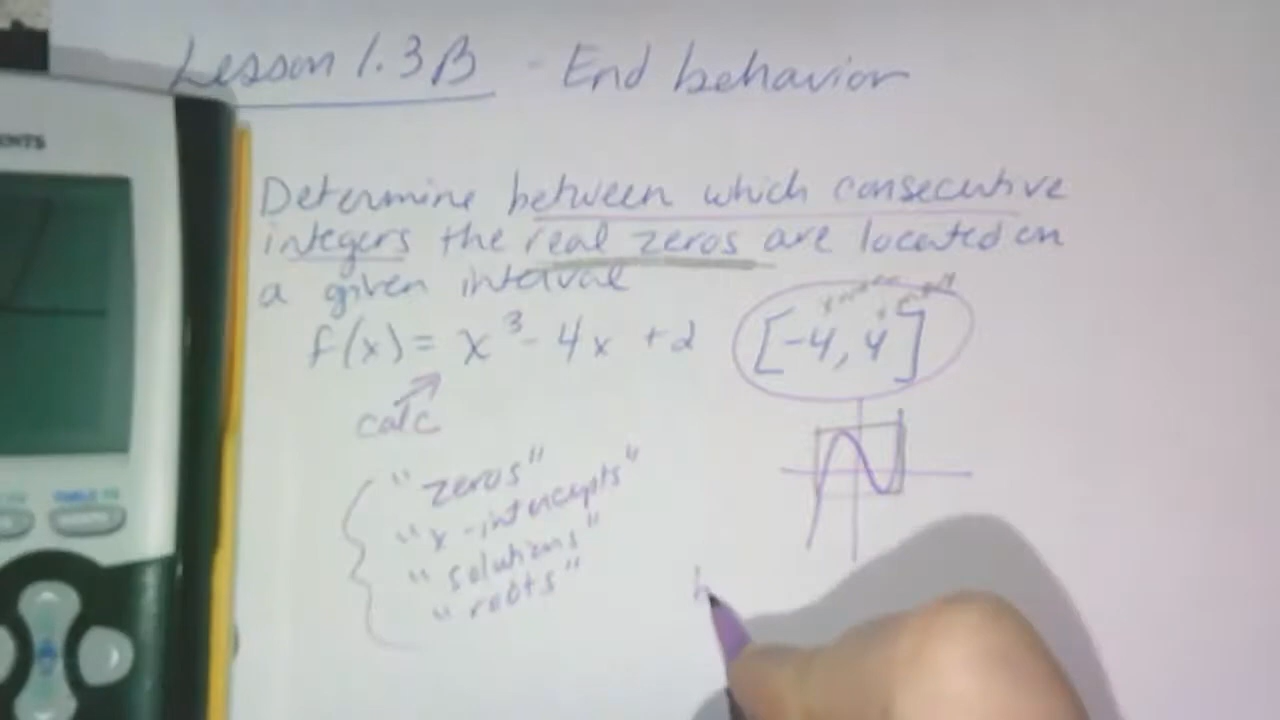 Lesson 1.3B - End behavior
ENTS
Determine between which consecutive
integers the real zeros are located on
a given interval
f(x) = x³ - 4x + 2 [-4, 4]
calc
"zeros"
"x-intercepts"
"solutions"
"roots"